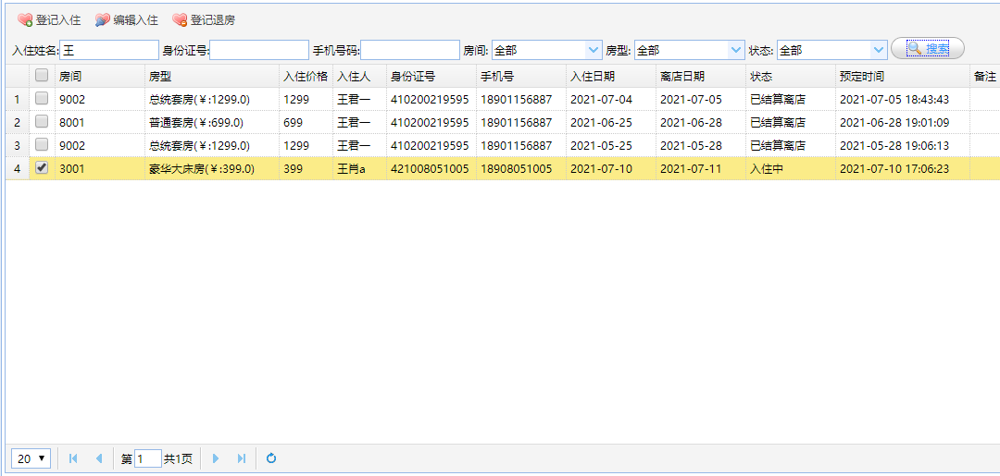 登记入住 编辑入住 登记退房
入住姓名: 王 身份证号: 手机号码: 房间: 全部 房型: 全部 状态: 全部 搜索
房间 房型 入住价格 入住人 身份证号 手机号 入住日期 离店日期 状态 预定时间 备注
1 9002 总统套房(￥:1299.0) 1299 王君一 410200219595 18901156887 2021-07-04 2021-07-05 已结算离店 2021-07-05 18:43:43
2 8001 普通套房(￥:699.0) 699 王君一 410200219595 18901156887 2021-06-25 2021-06-28 已结算离店 2021-06-28 19:01:09
3 9002 总统套房(￥:1299.0) 1299 王君一 410200219595 18901156887 2021-05-25 2021-05-28 已结算离店 2021-05-28 19:06:13
4 3001 豪华大床房(￥:399.0) 399 王肖a 421008051005 18908051005 2021-07-10 2021-07-11 入住中 2021-07-10 17:06:23
20 第 1 共1页